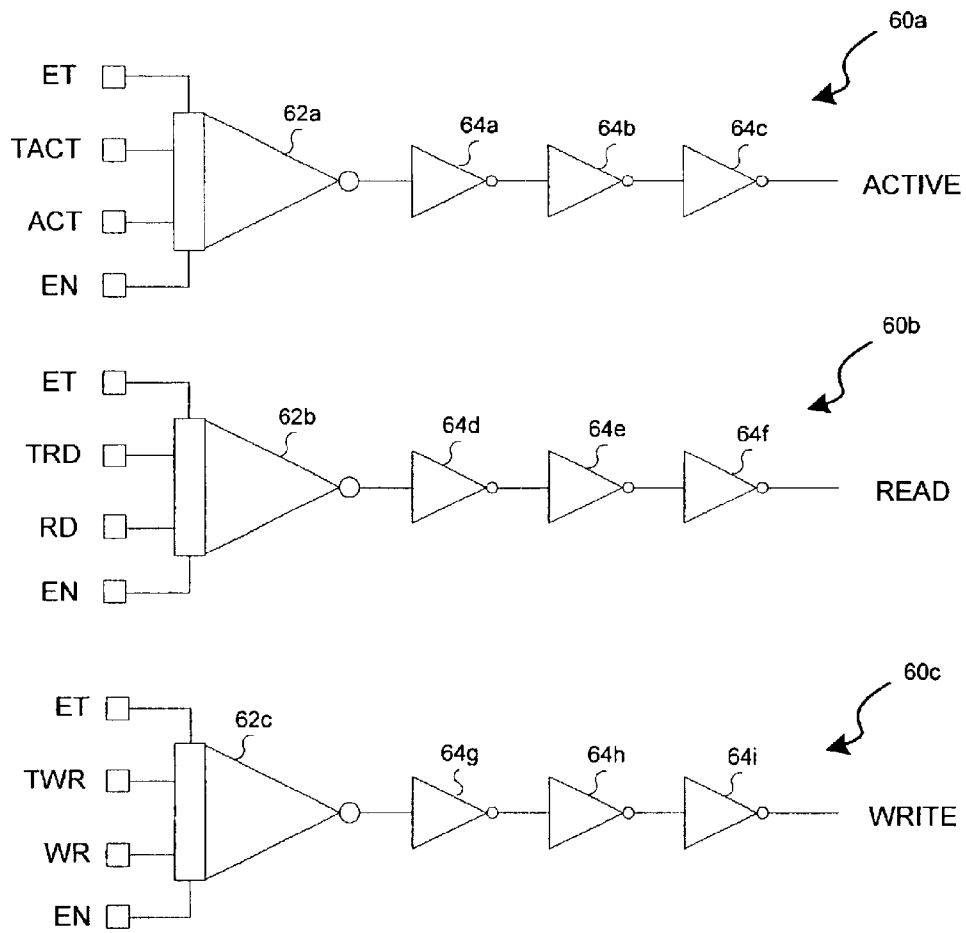 60a
ET
62a
TACT
64a
64b
64c
ACTIVE
ACT
EN
60b
ET
62b
TRD
64d
64e
64f
READ
RD
EN
60c
ET
62c
TWR
64g
64h
64i
WRITE
WR
EN